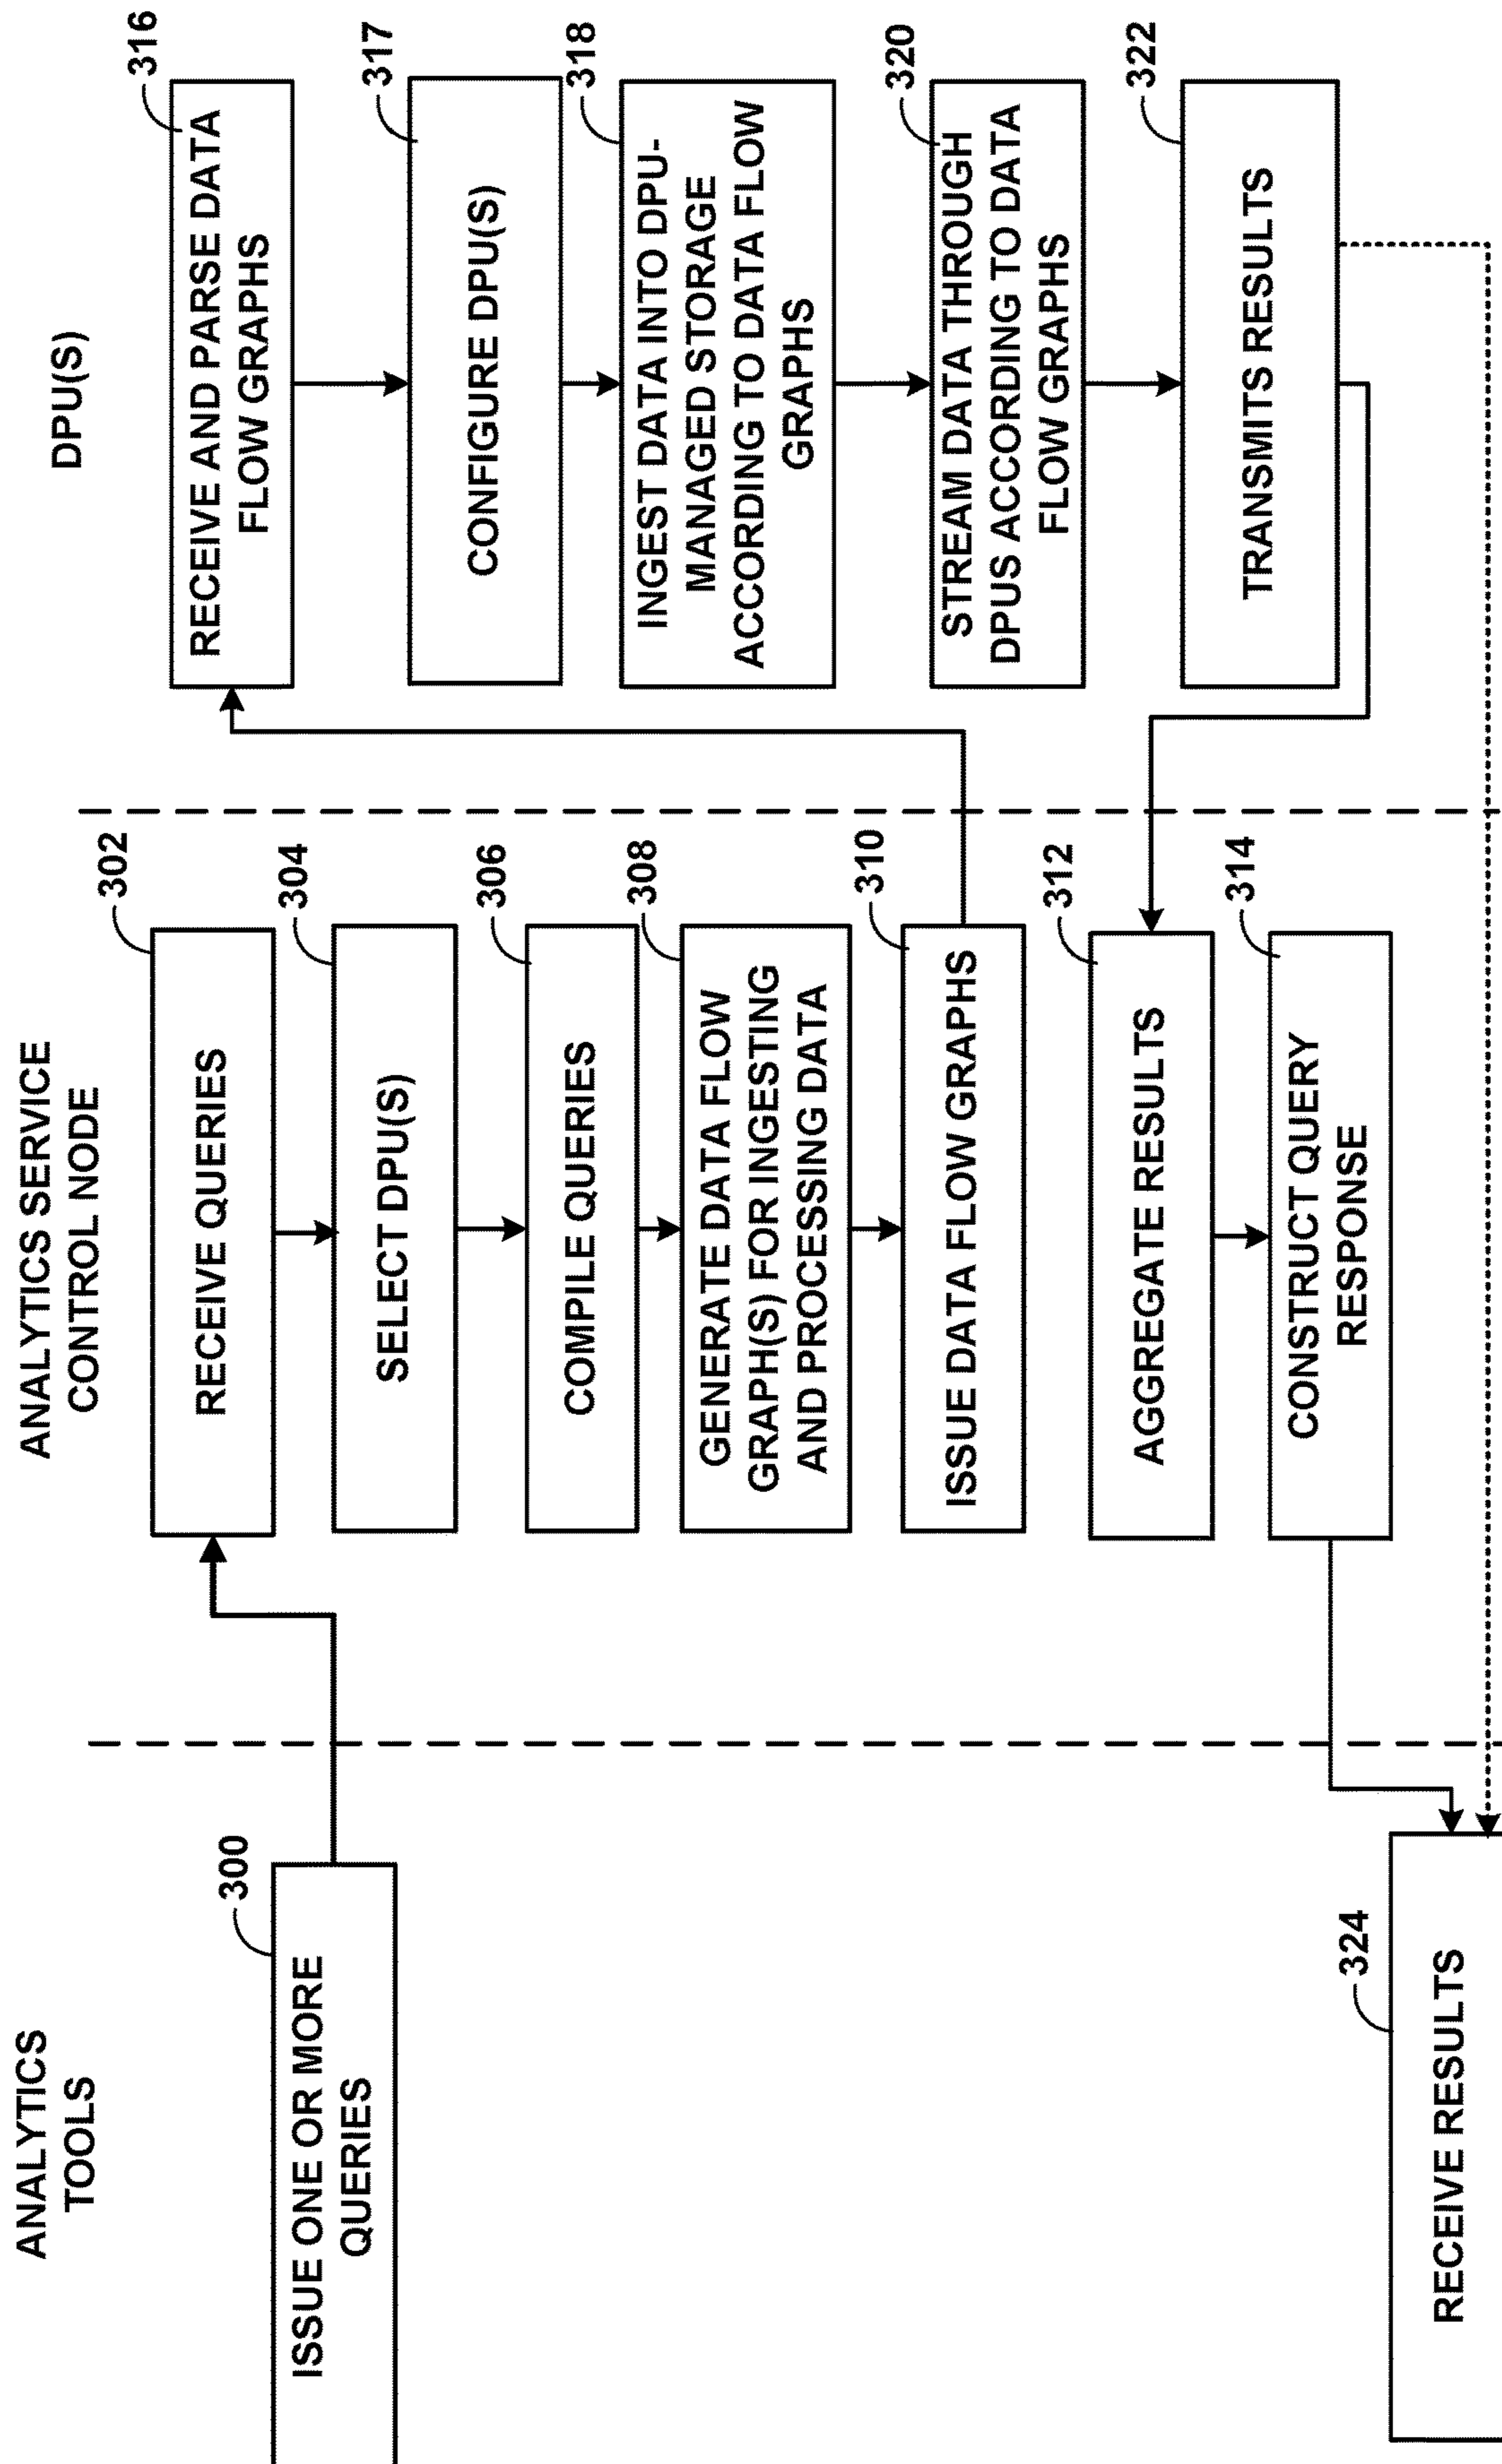 ANALYTICS
TOOLS
300
ISSUE ONE OR MORE
QUERIES
324
RECEIVE RESULTS
ANALYTICS SERVICE
CONTROL NODE
302
RECEIVE QUERIES
304
SELECT DPU(S)
306
COMPILE QUERIES
308
GENERATE DATA FLOW
GRAPH(S) FOR INGESTING
AND PROCESSING DATA
310
ISSUE DATA FLOW GRAPHS
312
AGGREGATE RESULTS
314
CONSTRUCT QUERY
RESPONSE
DPU(S)
316
RECEIVE AND PARSE DATA
FLOW GRAPHS
317
CONFIGURE DPU(S)
318
INGEST DATA INTO DPU-
MANAGED STORAGE
ACCORDING TO DATA FLOW
GRAPHS
320
STREAM DATA THROUGH
DPUS ACCORDING TO DATA
FLOW GRAPHS
322
TRANSMITS RESULTS